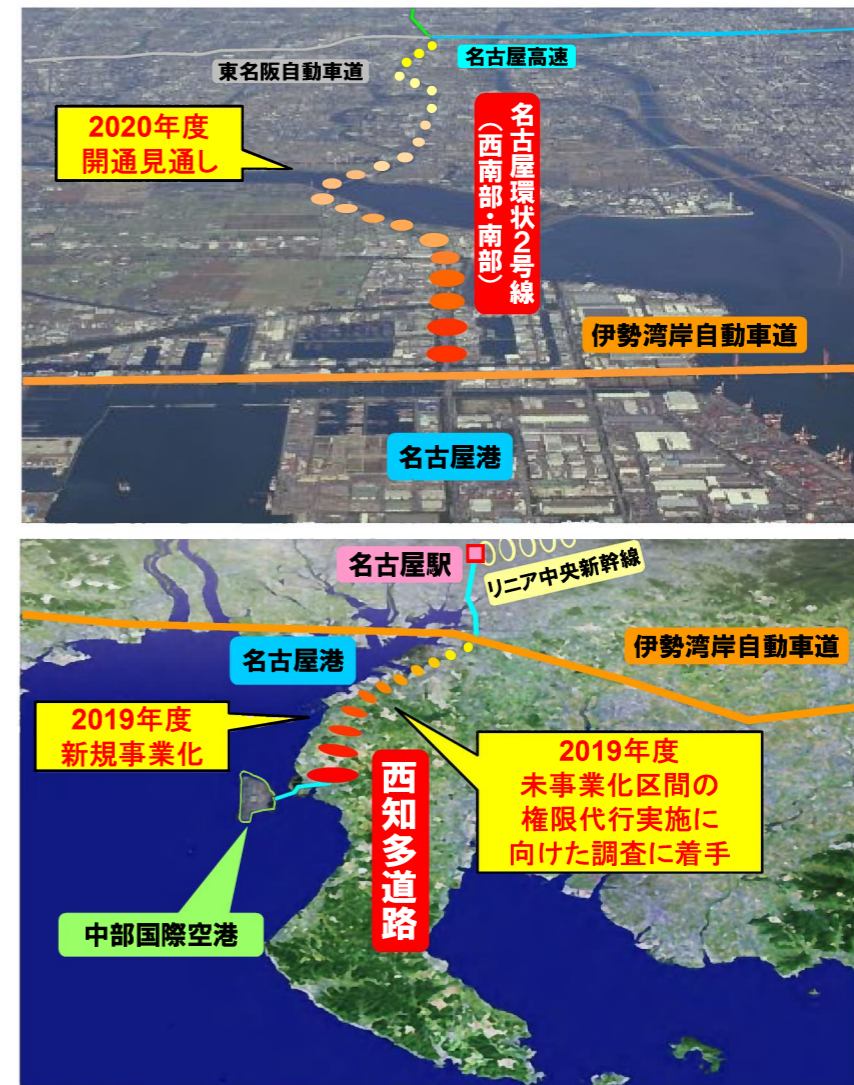 東名阪自動車道
名古屋高速
2020年度
開通見通し
名古屋環状2号線
（西南部・南部）
伊勢湾岸自動車道
名古屋港
名古屋駅
リニア中央新幹線
伊勢湾岸自動車道
名古屋港
2019年度
新規事業化
2019年度
未事業化区間の
権限代行実施に
向けた調査に着手
西知多道路
中部国際空港